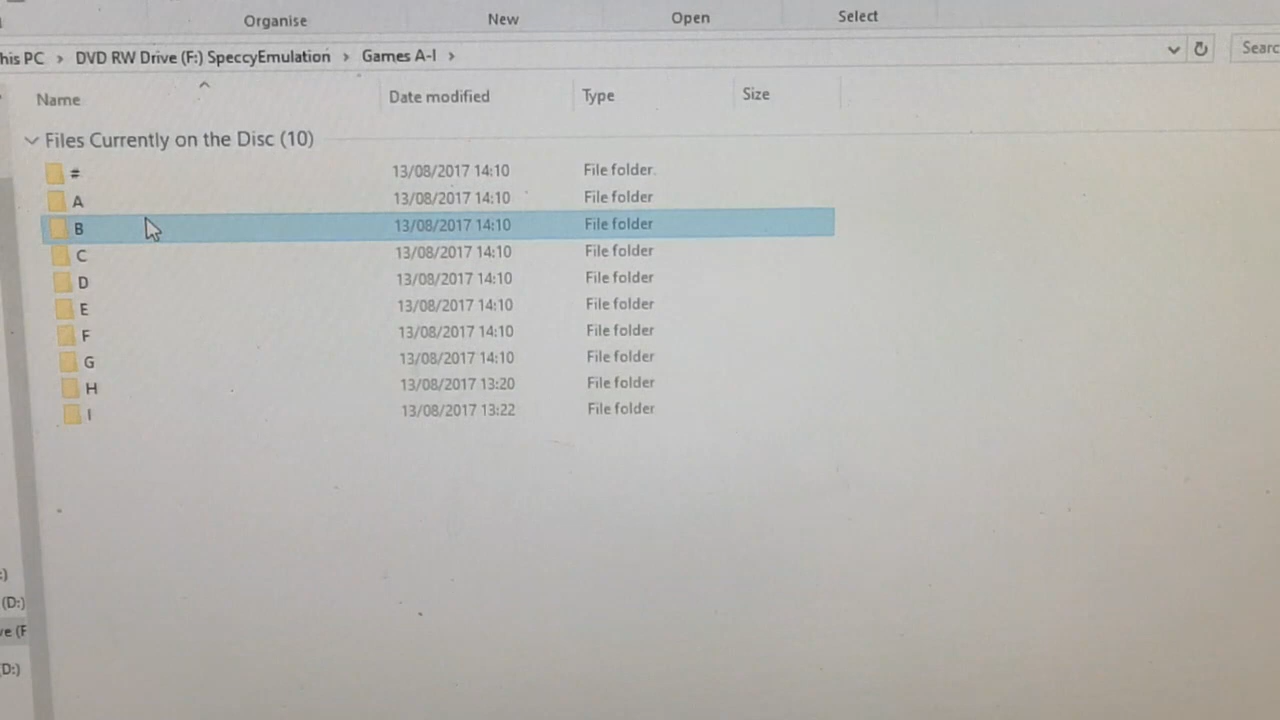 Organise New Open Select
his PC > DVD RW Drive (F:) SpeccyEmulation > Games A-I > Searc
Name Date modified Type Size
Files Currently on the Disc (10)
# 13/08/2017 14:10 File folder
A 13/08/2017 14:10 File folder
B 13/08/2017 14:10 File folder
C 13/08/2017 14:10 File folder
D 13/08/2017 14:10 File folder
E 13/08/2017 14:10 File folder
F 13/08/2017 14:10 File folder
G 13/08/2017 14:10 File folder
H 13/08/2017 13:20 File folder
I 13/08/2017 13:22 File folder
:)
(D:)
ve (F
(D:)